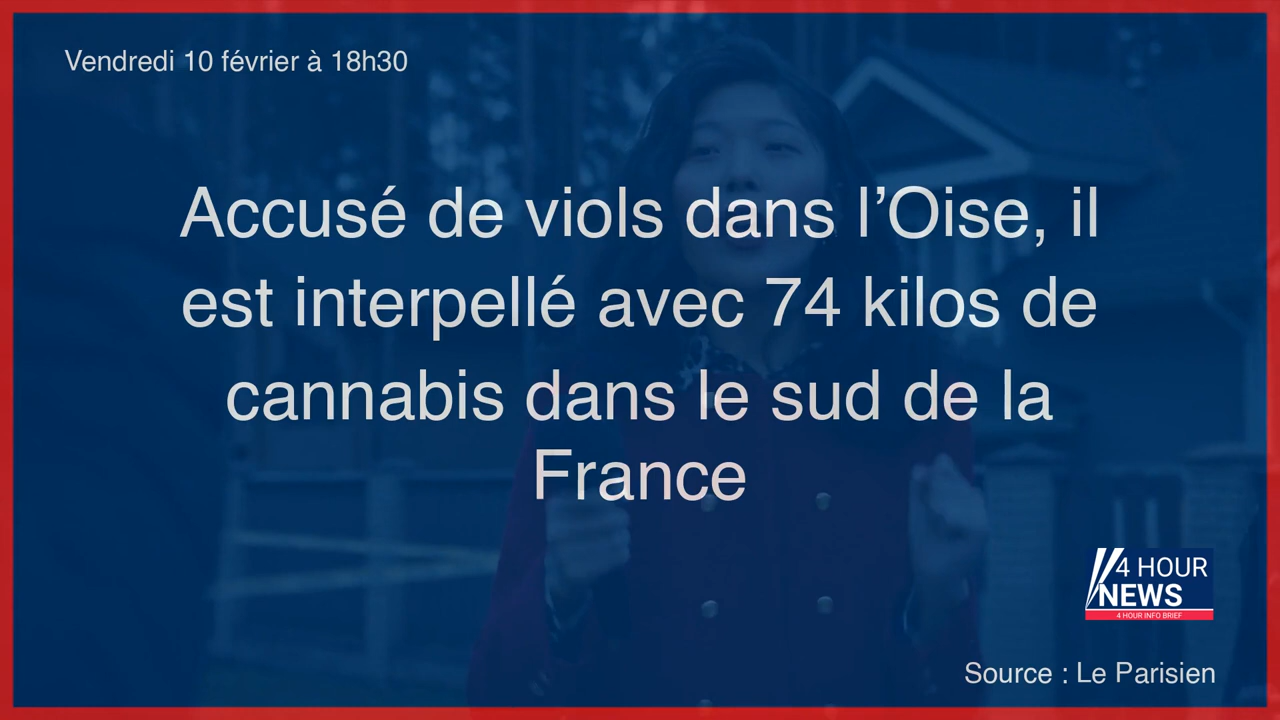 Vendredi 10 février à 18h30
Accusé de viols dans l’Oise, il
est interpellé avec 74 kilos de
cannabis dans le sud de la
France
4 HOUR
NEWS
4 HOUR INFO BRIEF
Source : Le Parisien